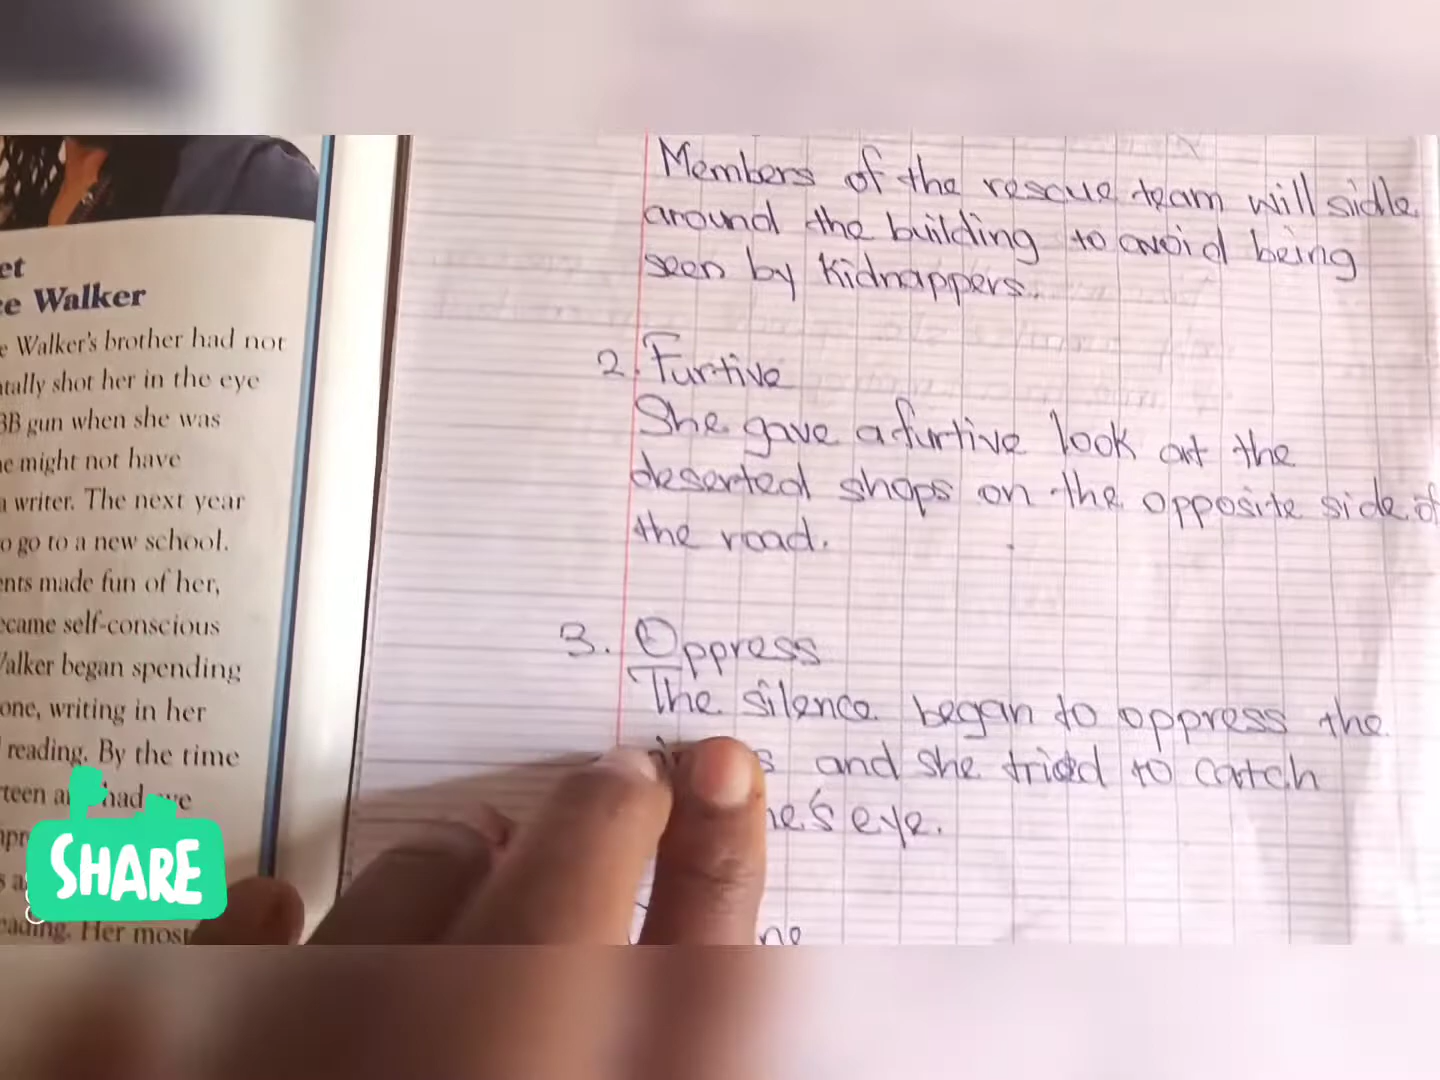 et
e Walker
e Walker's brother had not
tally shot her in the eye
BB gun when she was
e might not have
a writer. The next year
o go to a new school.
ents made fun of her,
ecame self-conscious
Walker began spending
one, writing in her
reading. By the time
teen had
eading. Her most
SHARE
Members of the rescue team will sidle
around the building to avoid being
seen by kidnappers.
2. Furtive
She gave a furtive look at the
deserted shops on the opposite side of
the road.
3. Oppress
The silence began to oppress the
and she tried to catch
eye.